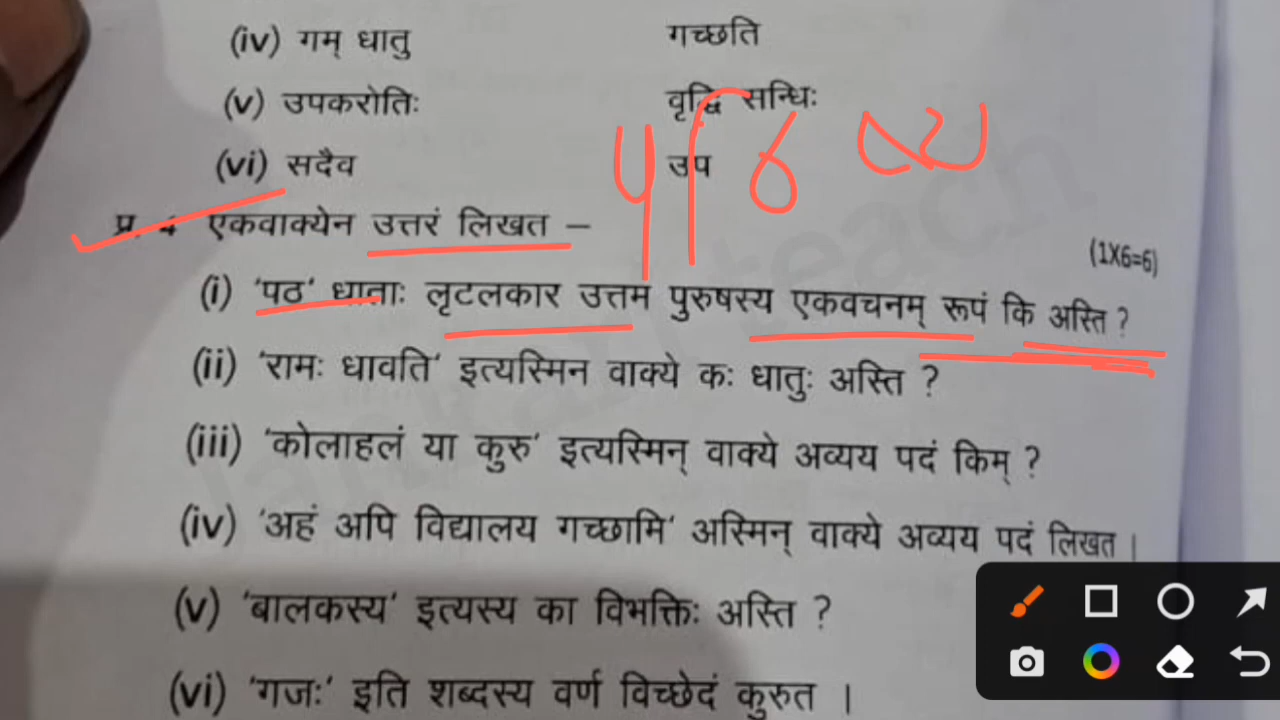 (iv) गम् धातु गच्छति
(v) उपकरोतिः वृद्धि सन्धिः
(vi) सदैव उप
प्र. 4 एकवाक्येन उत्तरं लिखत –
(1X6=6)
(i) ‘पठ’ धाताः लृटलकार उत्तम पुरुषस्य एकवचनम् रूपं कि अस्ति ?
(ii) ‘रामः धावति’ इत्यस्मिन वाक्ये कः धातुः अस्ति ?
(iii) ‘कोलाहलं या कुरु’ इत्यस्मिन् वाक्ये अव्यय पदं किम् ?
(iv) ‘अहं अपि विद्यालय गच्छामि’ अस्मिन् वाक्ये अव्यय पदं लिखत ।
(v) ‘बालकस्य’ इत्यस्य का विभक्तिः अस्ति ?
(vi) ‘गजः’ इति शब्दस्य वर्ण विच्छेदं कुरुत ।